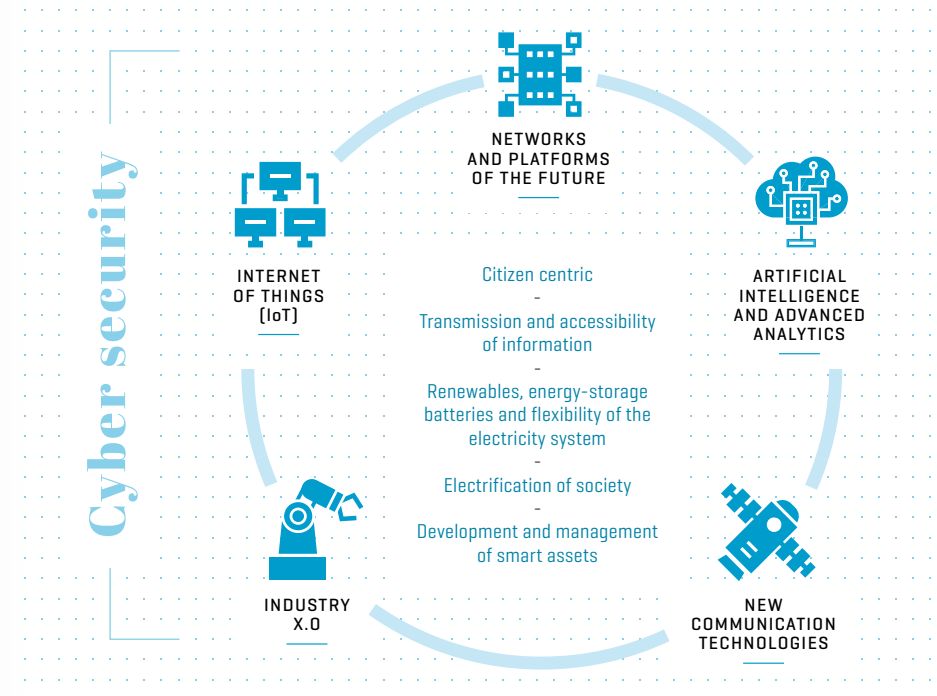 Cyber security
NETWORKS
AND PLATFORMS
OF THE FUTURE
INTERNET
OF THINGS
(IoT)
ARTIFICIAL
INTELLIGENCE
AND ADVANCED
ANALYTICS
Citizen centric
-
Transmission and accessibility
of information
-
Renewables, energy-storage
batteries and flexibility of the
electricity system
-
Electrification of society
-
Development and management
of smart assets
INDUSTRY
X.0
NEW
COMMUNICATION
TECHNOLOGIES